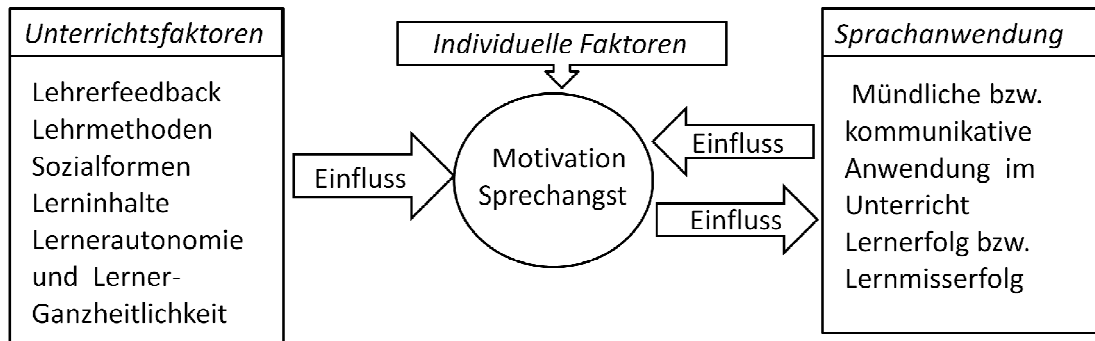 Unterrichtsfaktoren
Lehrerfeedback
Lehrmethoden
Sozialformen
Lerninhalte
Lernerautonomie
und Lerner-
Ganzheitlichkeit
Einfluss
Individuelle Faktoren
Motivation
Sprechangst
Einfluss
Einfluss
Sprachanwendung
Mündliche bzw.
kommunikative
Anwendung im
Unterricht
Lernerfolg bzw.
Lernmisserfolg